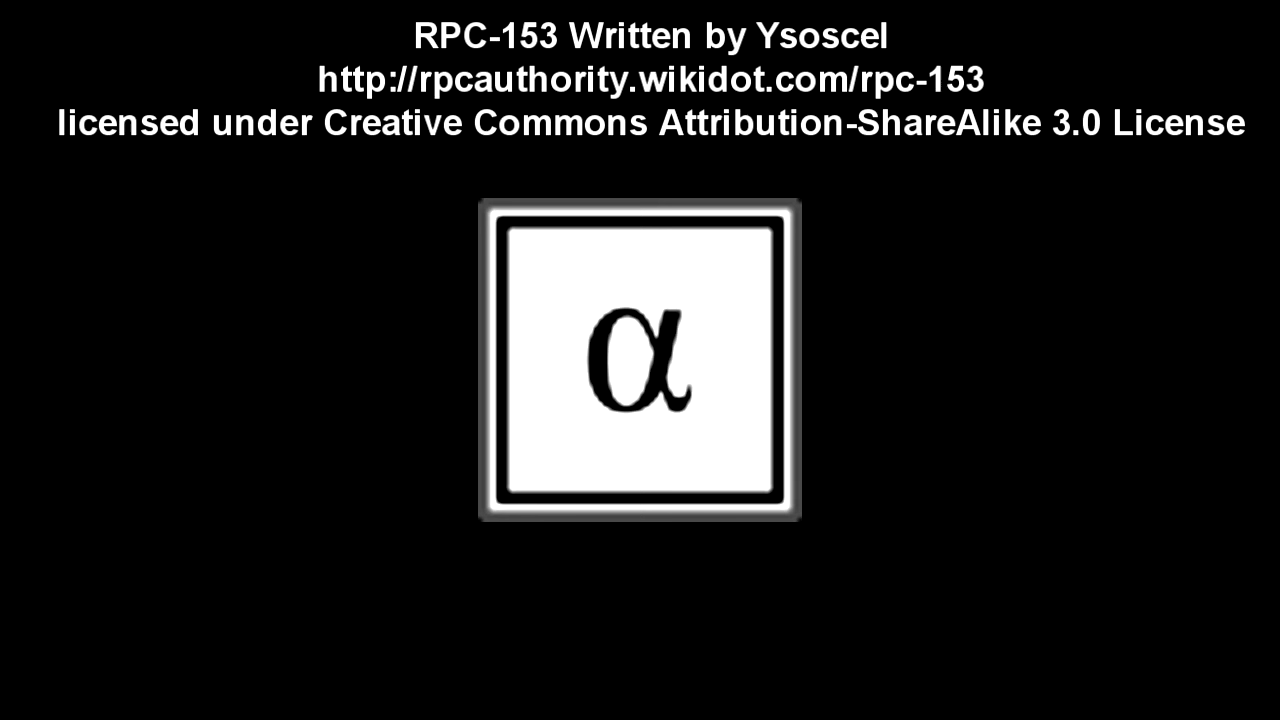 RPC-153 Written by Ysoscel
http://rpcauthority.wikidot.com/rpc-153
licensed under Creative Commons Attribution-ShareAlike 3.0 License
α